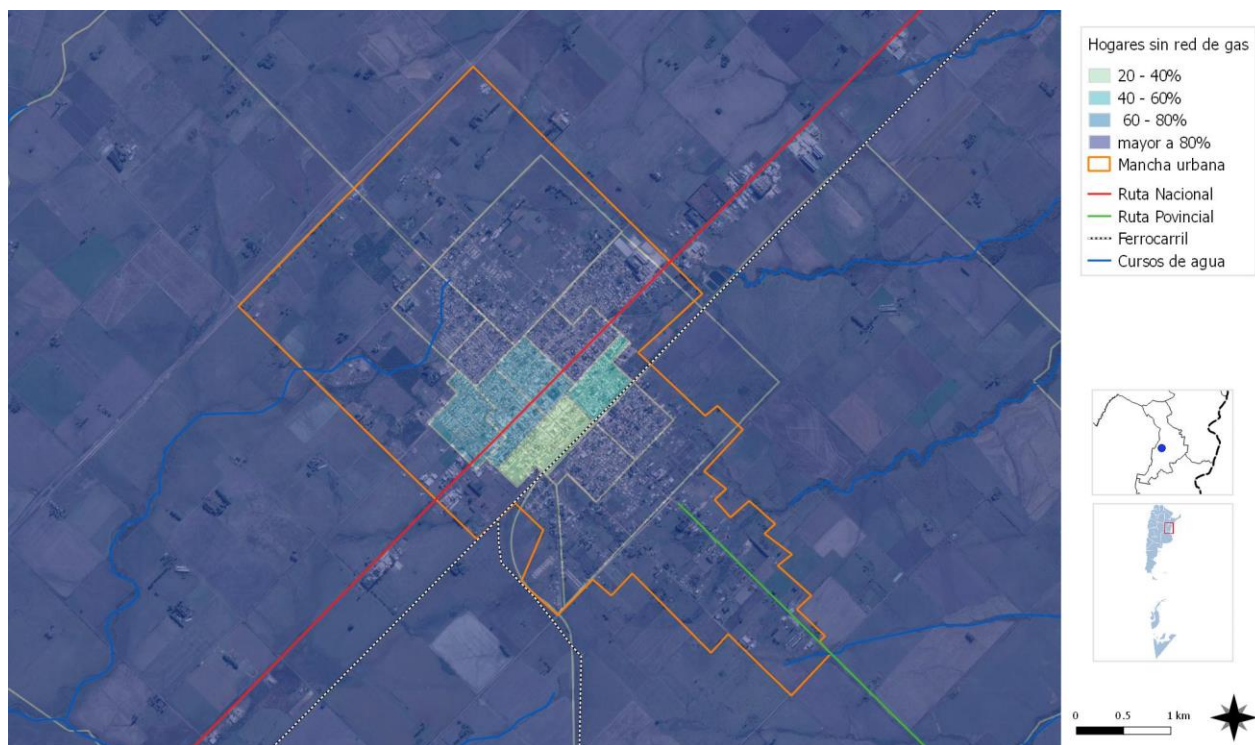 Hogares sin red de gas
20 - 40%
40 - 60%
60 - 80%
mayor a 80%
Mancha urbana
Ruta Nacional
Ruta Povincial
Ferrocarril
Cursos de agua
0 0.5 1 km